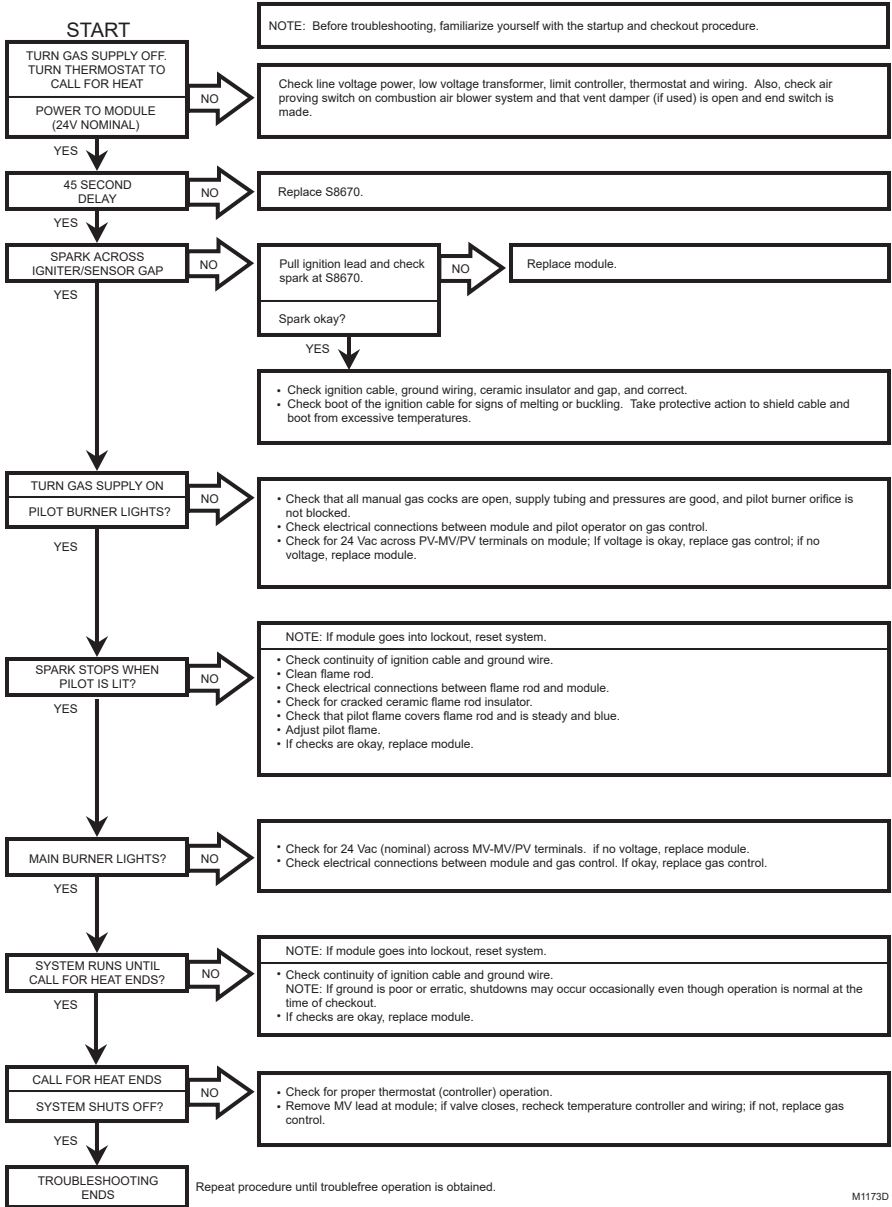 START
NOTE: Before troubleshooting, familiarize yourself with the startup and checkout procedure.
TURN GAS SUPPLY OFF.
TURN THERMOSTAT TO
CALL FOR HEAT
POWER TO MODULE
(24V NOMINAL)
NO
Check line voltage power, low voltage transformer, limit controller, thermostat and wiring. Also, check air
proving switch on combustion air blower system and that vent damper (if used) is open and end switch is
made.
YES
45 SECOND
DELAY
NO
Replace S8670.
YES
SPARK ACROSS
IGNITER/SENSOR GAP
NO
Pull ignition lead and check
spark at S8670.
Spark okay?
NO
Replace module.
YES
YES
• Check ignition cable, ground wiring, ceramic insulator and gap, and correct.
• Check boot of the ignition cable for signs of melting or buckling. Take protective action to shield cable and
boot from excessive temperatures.
TURN GAS SUPPLY ON
PILOT BURNER LIGHTS?
NO
• Check that all manual gas cocks are open, supply tubing and pressures are good, and pilot burner orifice is
not blocked.
• Check electrical connections between module and pilot operator on gas control.
• Check for 24 Vac across PV-MV/PV terminals on module; If voltage is okay, replace gas control; if no
voltage, replace module.
YES
SPARK STOPS WHEN
PILOT IS LIT?
NO
NOTE: If module goes into lockout, reset system.
• Check continuity of ignition cable and ground wire.
• Clean flame rod.
• Check electrical connections between flame rod and module.
• Check for cracked ceramic flame rod insulator.
• Check that pilot flame covers flame rod and is steady and blue.
• Adjust pilot flame.
• If checks are okay, replace module.
YES
MAIN BURNER LIGHTS?
NO
• Check for 24 Vac (nominal) across MV-MV/PV terminals. if no voltage, replace module.
• Check electrical connections between module and gas control. If okay, replace gas control.
YES
SYSTEM RUNS UNTIL
CALL FOR HEAT ENDS?
NO
NOTE: If module goes into lockout, reset system.
• Check continuity of ignition cable and ground wire.
NOTE: If ground is poor or erratic, shutdowns may occur occasionally even though operation is normal at the
time of checkout.
• If checks are okay, replace module.
YES
CALL FOR HEAT ENDS
SYSTEM SHUTS OFF?
NO
• Check for proper thermostat (controller) operation.
• Remove MV lead at module; if valve closes, recheck temperature controller and wiring; if not, replace gas
control.
YES
TROUBLESHOOTING
ENDS
Repeat procedure until troublefree operation is obtained.
M1173D